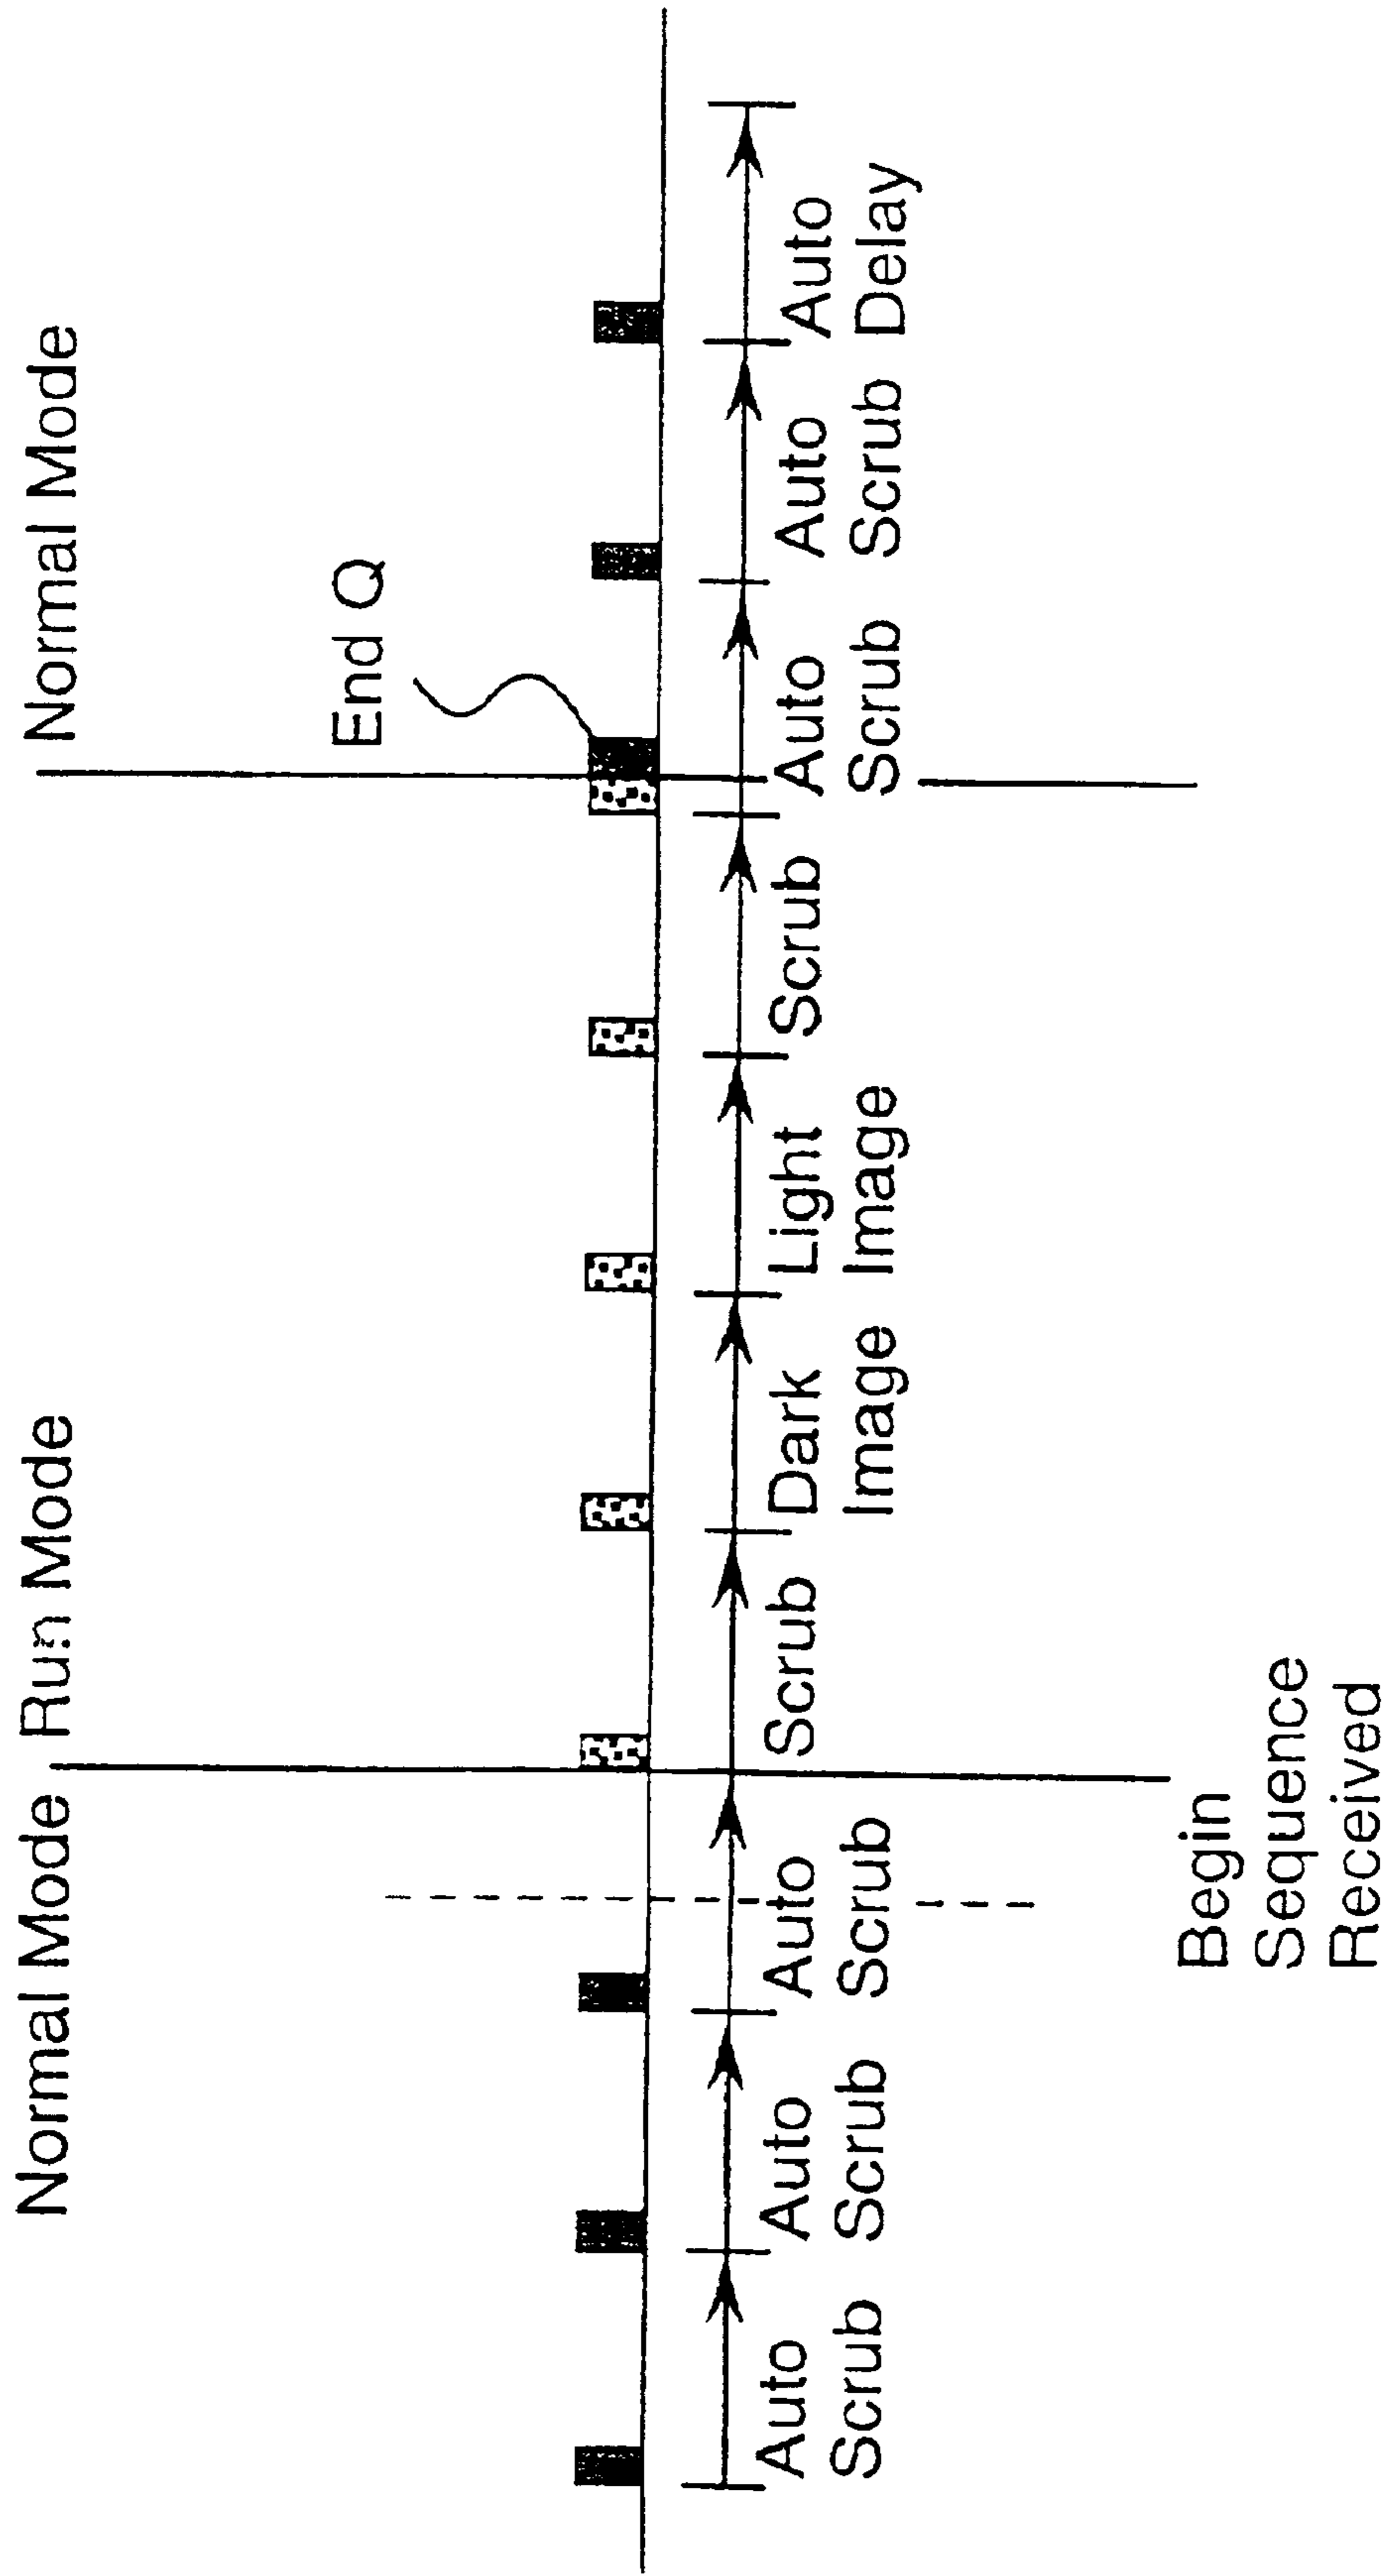 Normal Mode
Run Mode
Normal Mode
End Q
Auto
Scrub
Auto
Scrub
Auto
Scrub
Scrub
Dark
Image
Light
Image
Scrub
Auto
Scrub
Auto
Scrub
Auto
Delay
Begin
Sequence
Received